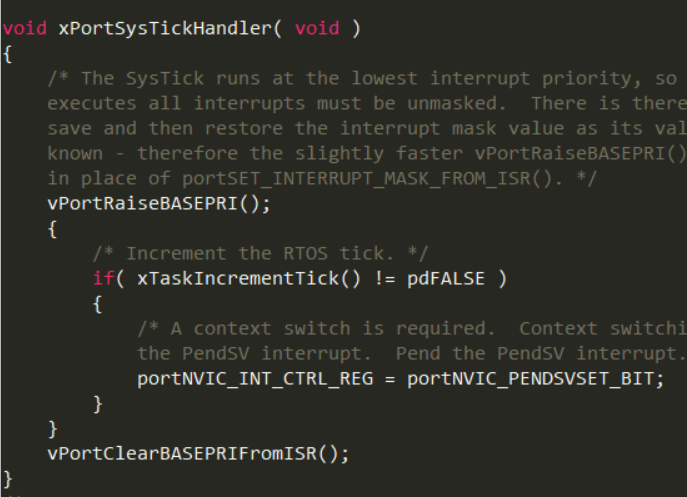 void xPortSysTickHandler( void )
{
    /* The SysTick runs at the lowest interrupt priority, so
    executes all interrupts must be unmasked.  There is there
    save and then restore the interrupt mask value as its val
    known - therefore the slightly faster vPortRaiseBASEPRI()
    in place of portSET_INTERRUPT_MASK_FROM_ISR(). */
    vPortRaiseBASEPRI();
    {
        /* Increment the RTOS tick. */
        if( xTaskIncrementTick() != pdFALSE )
        {
            /* A context switch is required.  Context switchi
            the PendSV interrupt.  Pend the PendSV interrupt.
            portNVIC_INT_CTRL_REG = portNVIC_PENDSVSET_BIT;
        }
    }
    vPortClearBASEPRIFromISR();
}